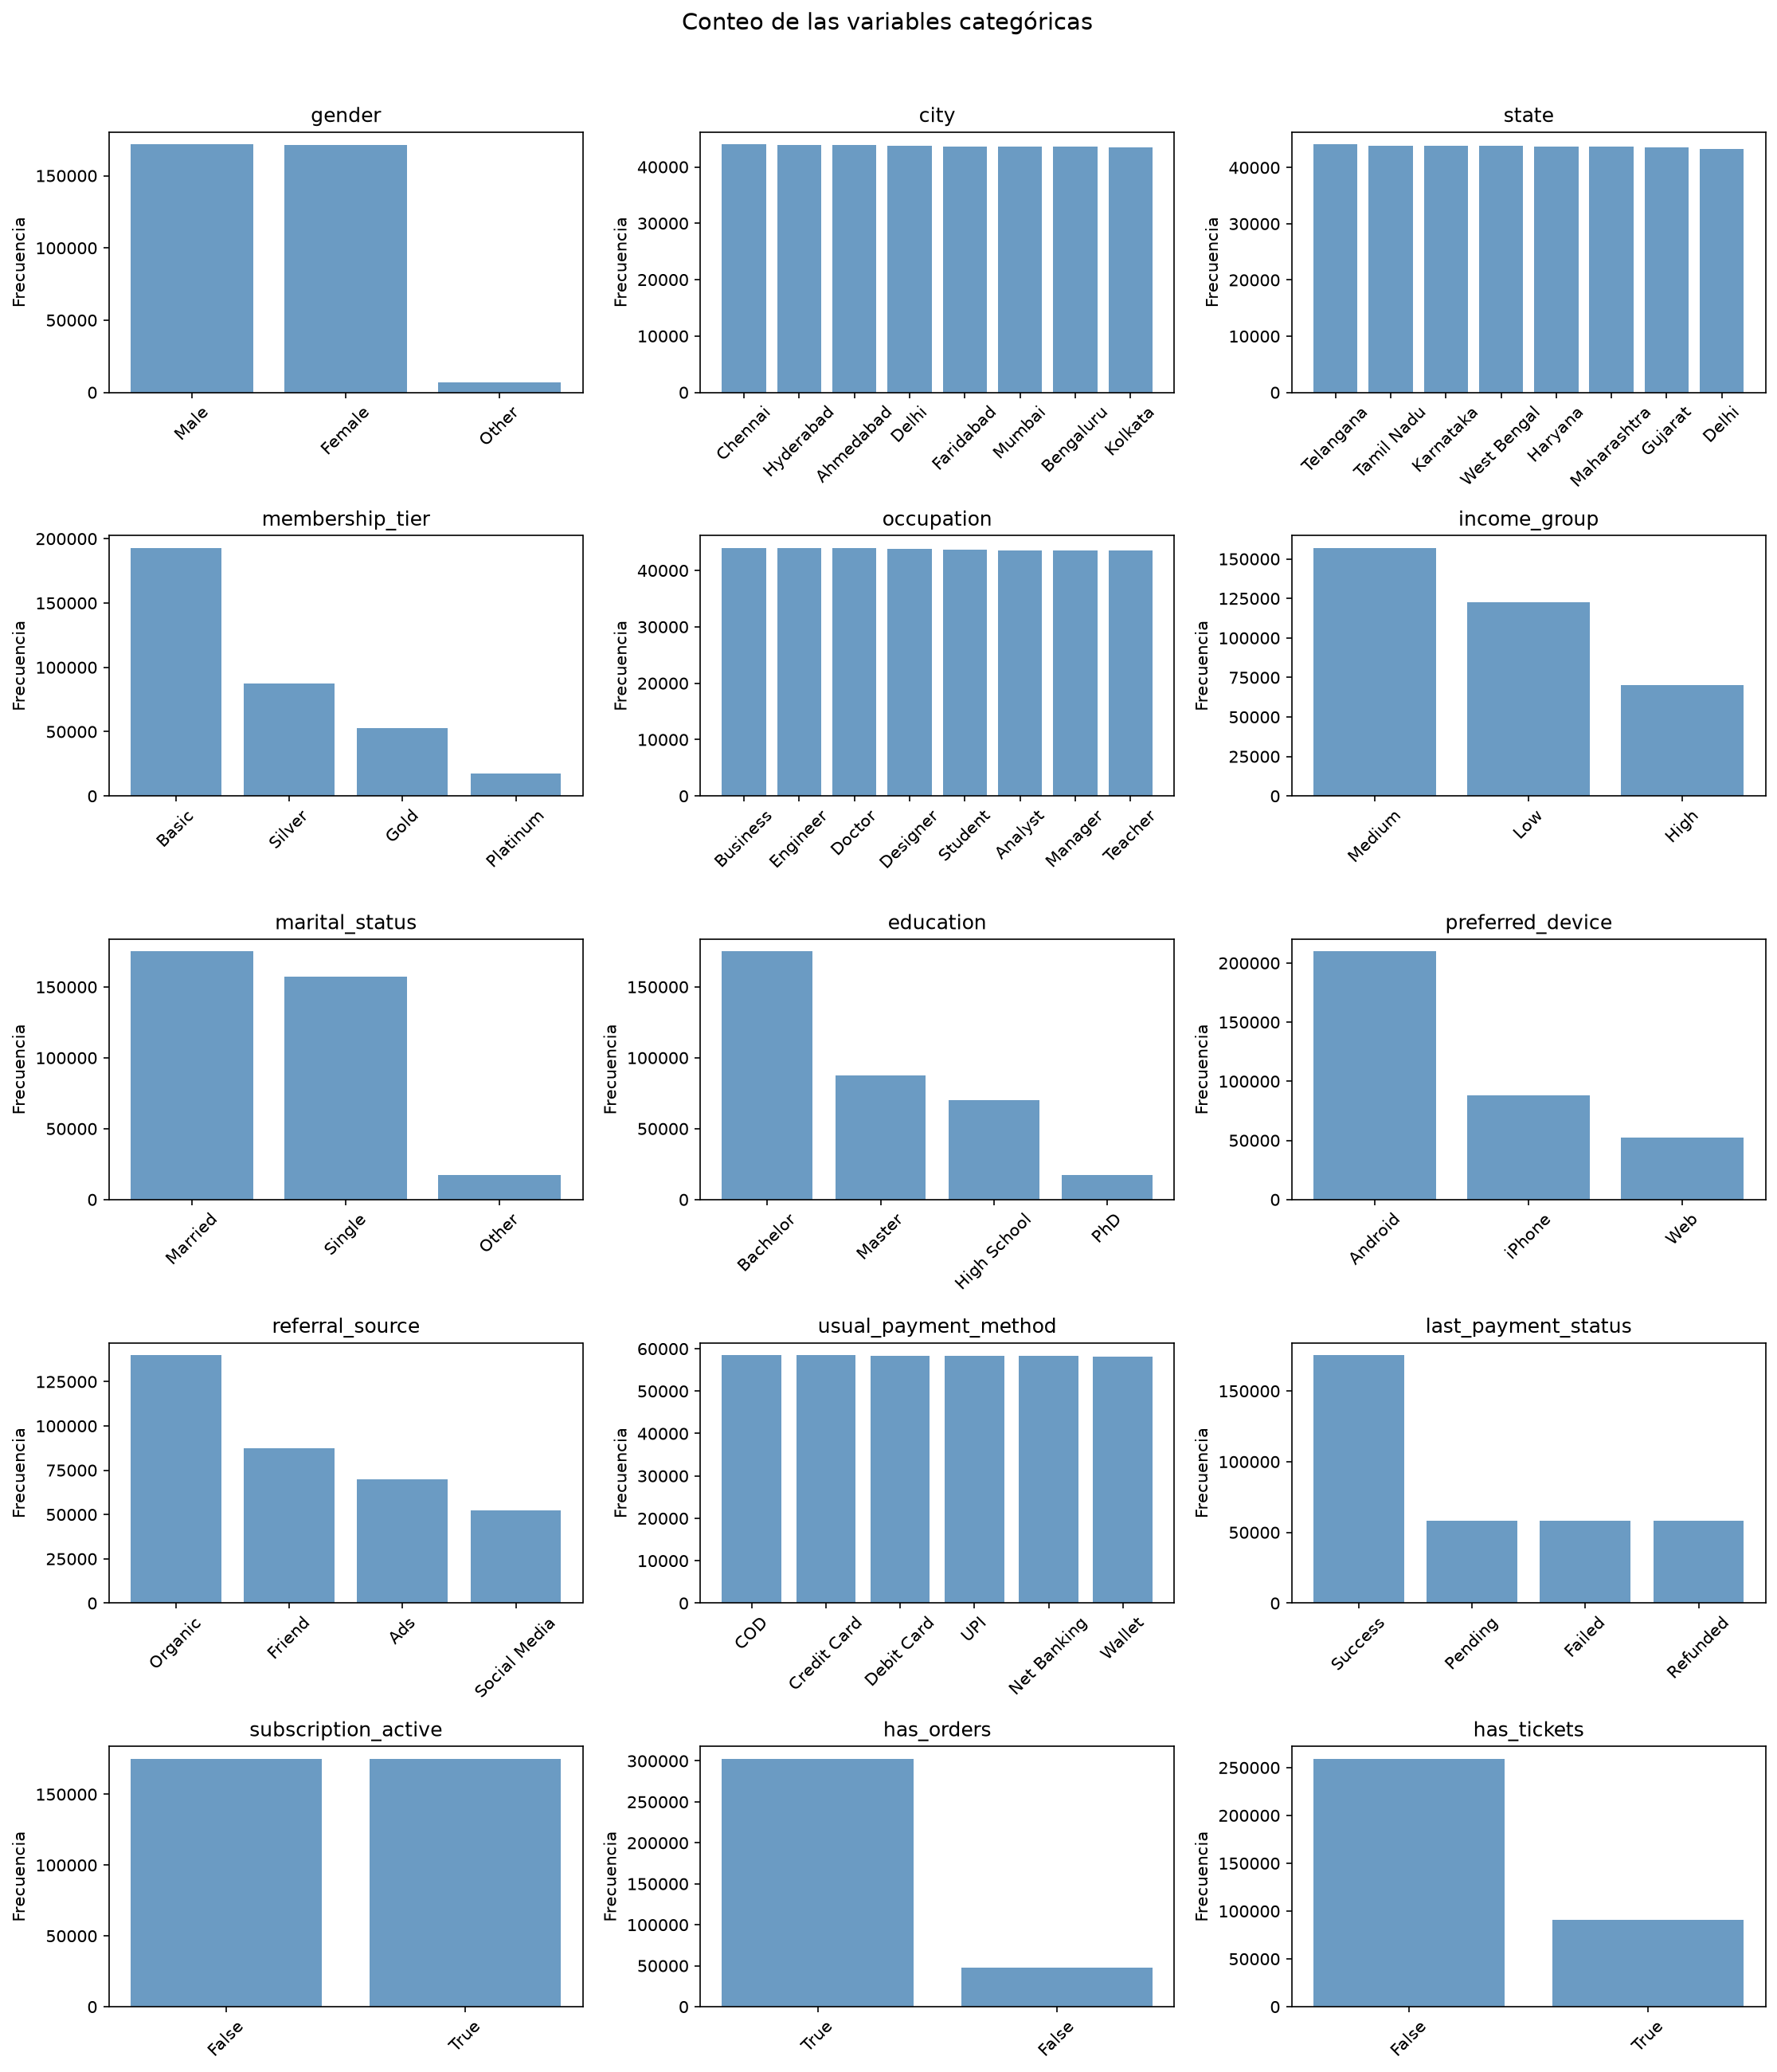 Conteo de las variables categóricas
gender
Frecuencia
150000
100000
50000
0
Male
Female
Other
city
Frecuencia
40000
30000
20000
10000
0
Chennai
Hyderabad
Ahmedabad
Delhi
Faridabad
Mumbai
Bengaluru
Kolkata
state
Frecuencia
40000
30000
20000
10000
0
Telangana
Tamil Nadu
Karnataka
West Bengal
Haryana
Maharashtra
Gujarat
Delhi
membership_tier
Frecuencia
200000
150000
100000
50000
0
Basic
Silver
Gold
Platinum
occupation
Frecuencia
40000
30000
20000
10000
0
Business
Engineer
Doctor
Designer
Student
Analyst
Manager
Teacher
income_group
Frecuencia
150000
125000
100000
75000
50000
25000
0
Medium
Low
High
marital_status
Frecuencia
150000
100000
50000
0
Married
Single
Other
education
Frecuencia
150000
100000
50000
0
Bachelor
Master
High School
PhD
preferred_device
Frecuencia
200000
150000
100000
50000
0
Android
iPhone
Web
referral_source
Frecuencia
125000
100000
75000
50000
25000
0
Organic
Friend
Ads
Social Media
usual_payment_method
Frecuencia
60000
50000
40000
30000
20000
10000
0
COD
Credit Card
Debit Card
UPI
Net Banking
Wallet
last_payment_status
Frecuencia
150000
100000
50000
0
Success
Pending
Failed
Refunded
subscription_active
Frecuencia
150000
100000
50000
0
False
True
has_orders
Frecuencia
300000
250000
200000
150000
100000
50000
0
True
False
has_tickets
Frecuencia
250000
200000
150000
100000
50000
0
False
True